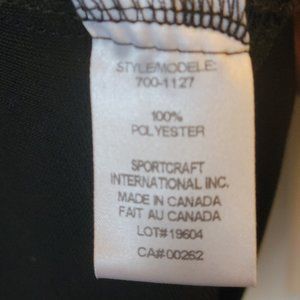 STYLE/MODELE:
700-1127
100%
POLYESTER
SPORTCRAFT
INTERNATIONAL INC.
MADE IN CANADA
FAIT AU CANADA
LOT#19604
CA#00262